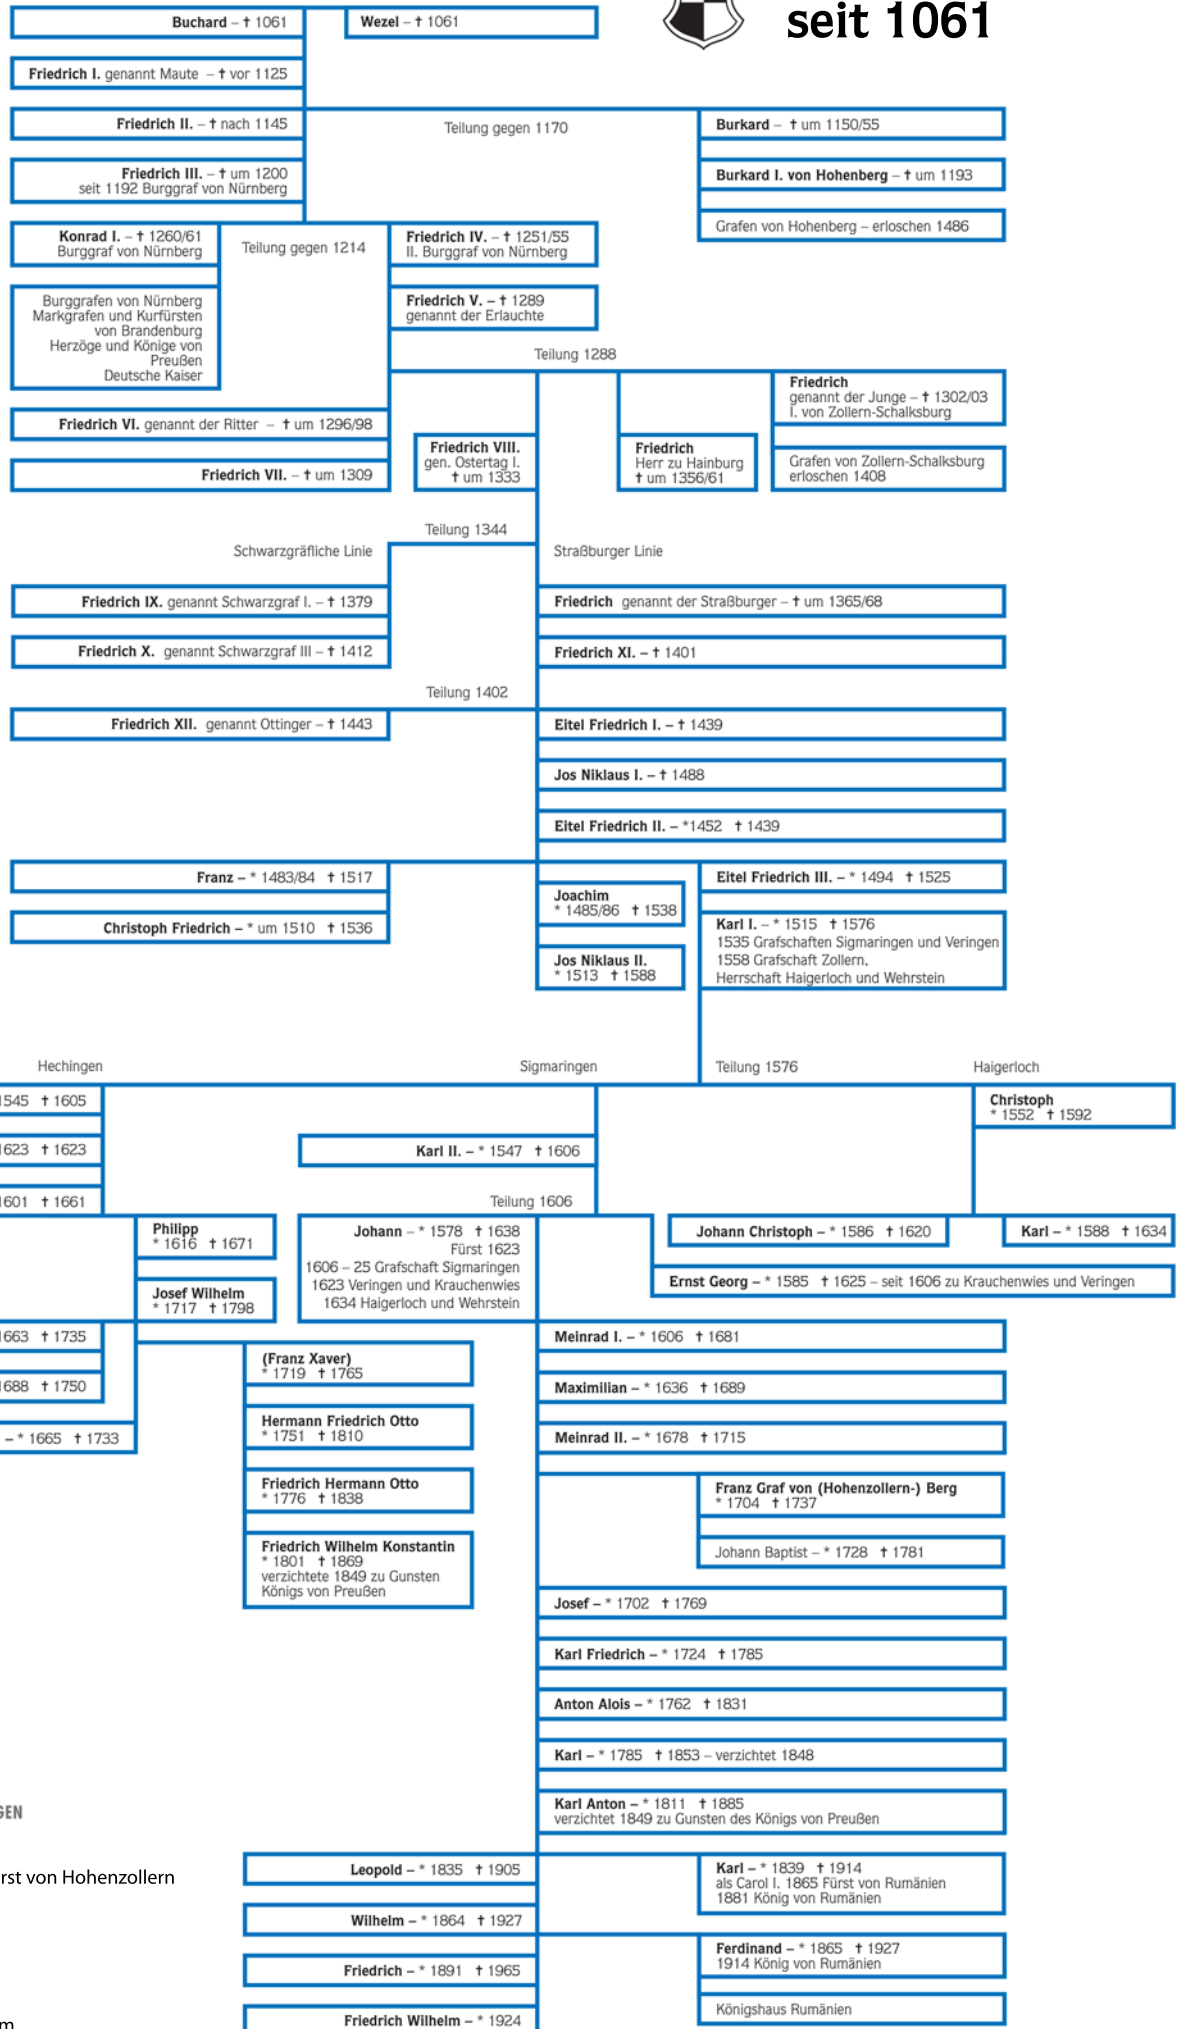 seit 1061
Buchard – † 1061
Wezel – † 1061
Friedrich I. genannt Maute – † vor 1125
Friedrich II. – † nach 1145
Teilung gegen 1170
Burkard – † um 1150/55
Friedrich III. – † um 1200
seit 1192 Burggraf von Nürnberg
Burkard I. von Hohenberg – † um 1193
Grafen von Hohenberg – erloschen 1486
Konrad I. – † 1260/61
Burggraf von Nürnberg
Teilung gegen 1214
Friedrich IV. – † 1251/55
II. Burggraf von Nürnberg
Burggrafen von Nürnberg
Markgrafen und Kurfürsten
von Brandenburg
Herzöge und Könige von
Preußen
Deutsche Kaiser
Friedrich V. – † 1289
genannt der Erlauchte
Teilung 1288
Friedrich
genannt der Junge – † 1302/03
I. von Zollern-Schalksburg
Friedrich VI. genannt der Ritter – † um 1296/98
Friedrich VII. – † um 1309
Friedrich VIII.
gen. Ostertag I.
† um 1333
Friedrich
Herr zu Hainburg
† um 1356/61
Grafen von Zollern-Schalksburg
erloschen 1408
Teilung 1344
Schwarzgräfliche Linie
Straßburger Linie
Friedrich IX. genannt Schwarzgraf I. – † 1379
Friedrich genannt der Straßburger – † um 1365/68
Friedrich X. genannt Schwarzgraf III – † 1412
Friedrich XI. – † 1401
Teilung 1402
Friedrich XII. genannt Ottinger – † 1443
Eitel Friedrich I. – † 1439
Jos Niklaus I. – † 1488
Eitel Friedrich II. – *1452 † 1439
Franz – * 1483/84 † 1517
Christoph Friedrich – * um 1510 † 1536
Joachim
* 1485/86 † 1538
Jos Niklaus II.
* 1513 † 1588
Eitel Friedrich III. – * 1494 † 1525
Karl I. – * 1515 † 1576
1535 Grafschaften Sigmaringen und Veringen
1558 Grafschaft Zollern,
Herrschaft Haigerloch und Wehrstein
Hechingen
Sigmaringen
Teilung 1576
Haigerloch
1545 † 1605
Christoph
* 1552 † 1592
1623 † 1623
Karl II. – * 1547 † 1606
1601 † 1661
Teilung 1606
Philipp
* 1616 † 1671
Josef Wilhelm
* 1717 † 1798
Johann – * 1578 † 1638
Fürst 1623
1606 – 25 Grafschaft Sigmaringen
1623 Veringen und Krauchenwies
1634 Haigerloch und Wehrstein
Johann Christoph – * 1586 † 1620
Karl – * 1588 † 1634
Ernst Georg – * 1585 † 1625 – seit 1606 zu Krauchenwies und Veringen
1663 † 1735
1688 † 1750
– * 1665 † 1733
(Franz Xaver)
* 1719 † 1765
Hermann Friedrich Otto
* 1751 † 1810
Friedrich Hermann Otto
* 1776 † 1838
Friedrich Wilhelm Konstantin
* 1801 † 1869
verzichtete 1849 zu Gunsten
Königs von Preußen
Meinrad I. – * 1606 † 1681
Maximilian – * 1636 † 1689
Meinrad II. – * 1678 † 1715
Franz Graf von (Hohenzollern-) Berg
* 1704 † 1737
Johann Baptist – * 1728 † 1781
Josef – * 1702 † 1769
Karl Friedrich – * 1724 † 1785
Anton Alois – * 1762 † 1831
Karl – * 1785 † 1853 – verzichtet 1848
Karl Anton – * 1811 † 1885
verzichtet 1849 zu Gunsten des Königs von Preußen
GEN
rst von Hohenzollern
Leopold – * 1835 † 1905
Karl – * 1839 † 1914
als Carol I. 1865 Fürst von Rumänien
1881 König von Rumänien
Wilhelm – * 1864 † 1927
Ferdinand – * 1865 † 1927
1914 König von Rumänien
Friedrich – * 1891 † 1965
Königshaus Rumänien
Friedrich Wilhelm – * 1924
m